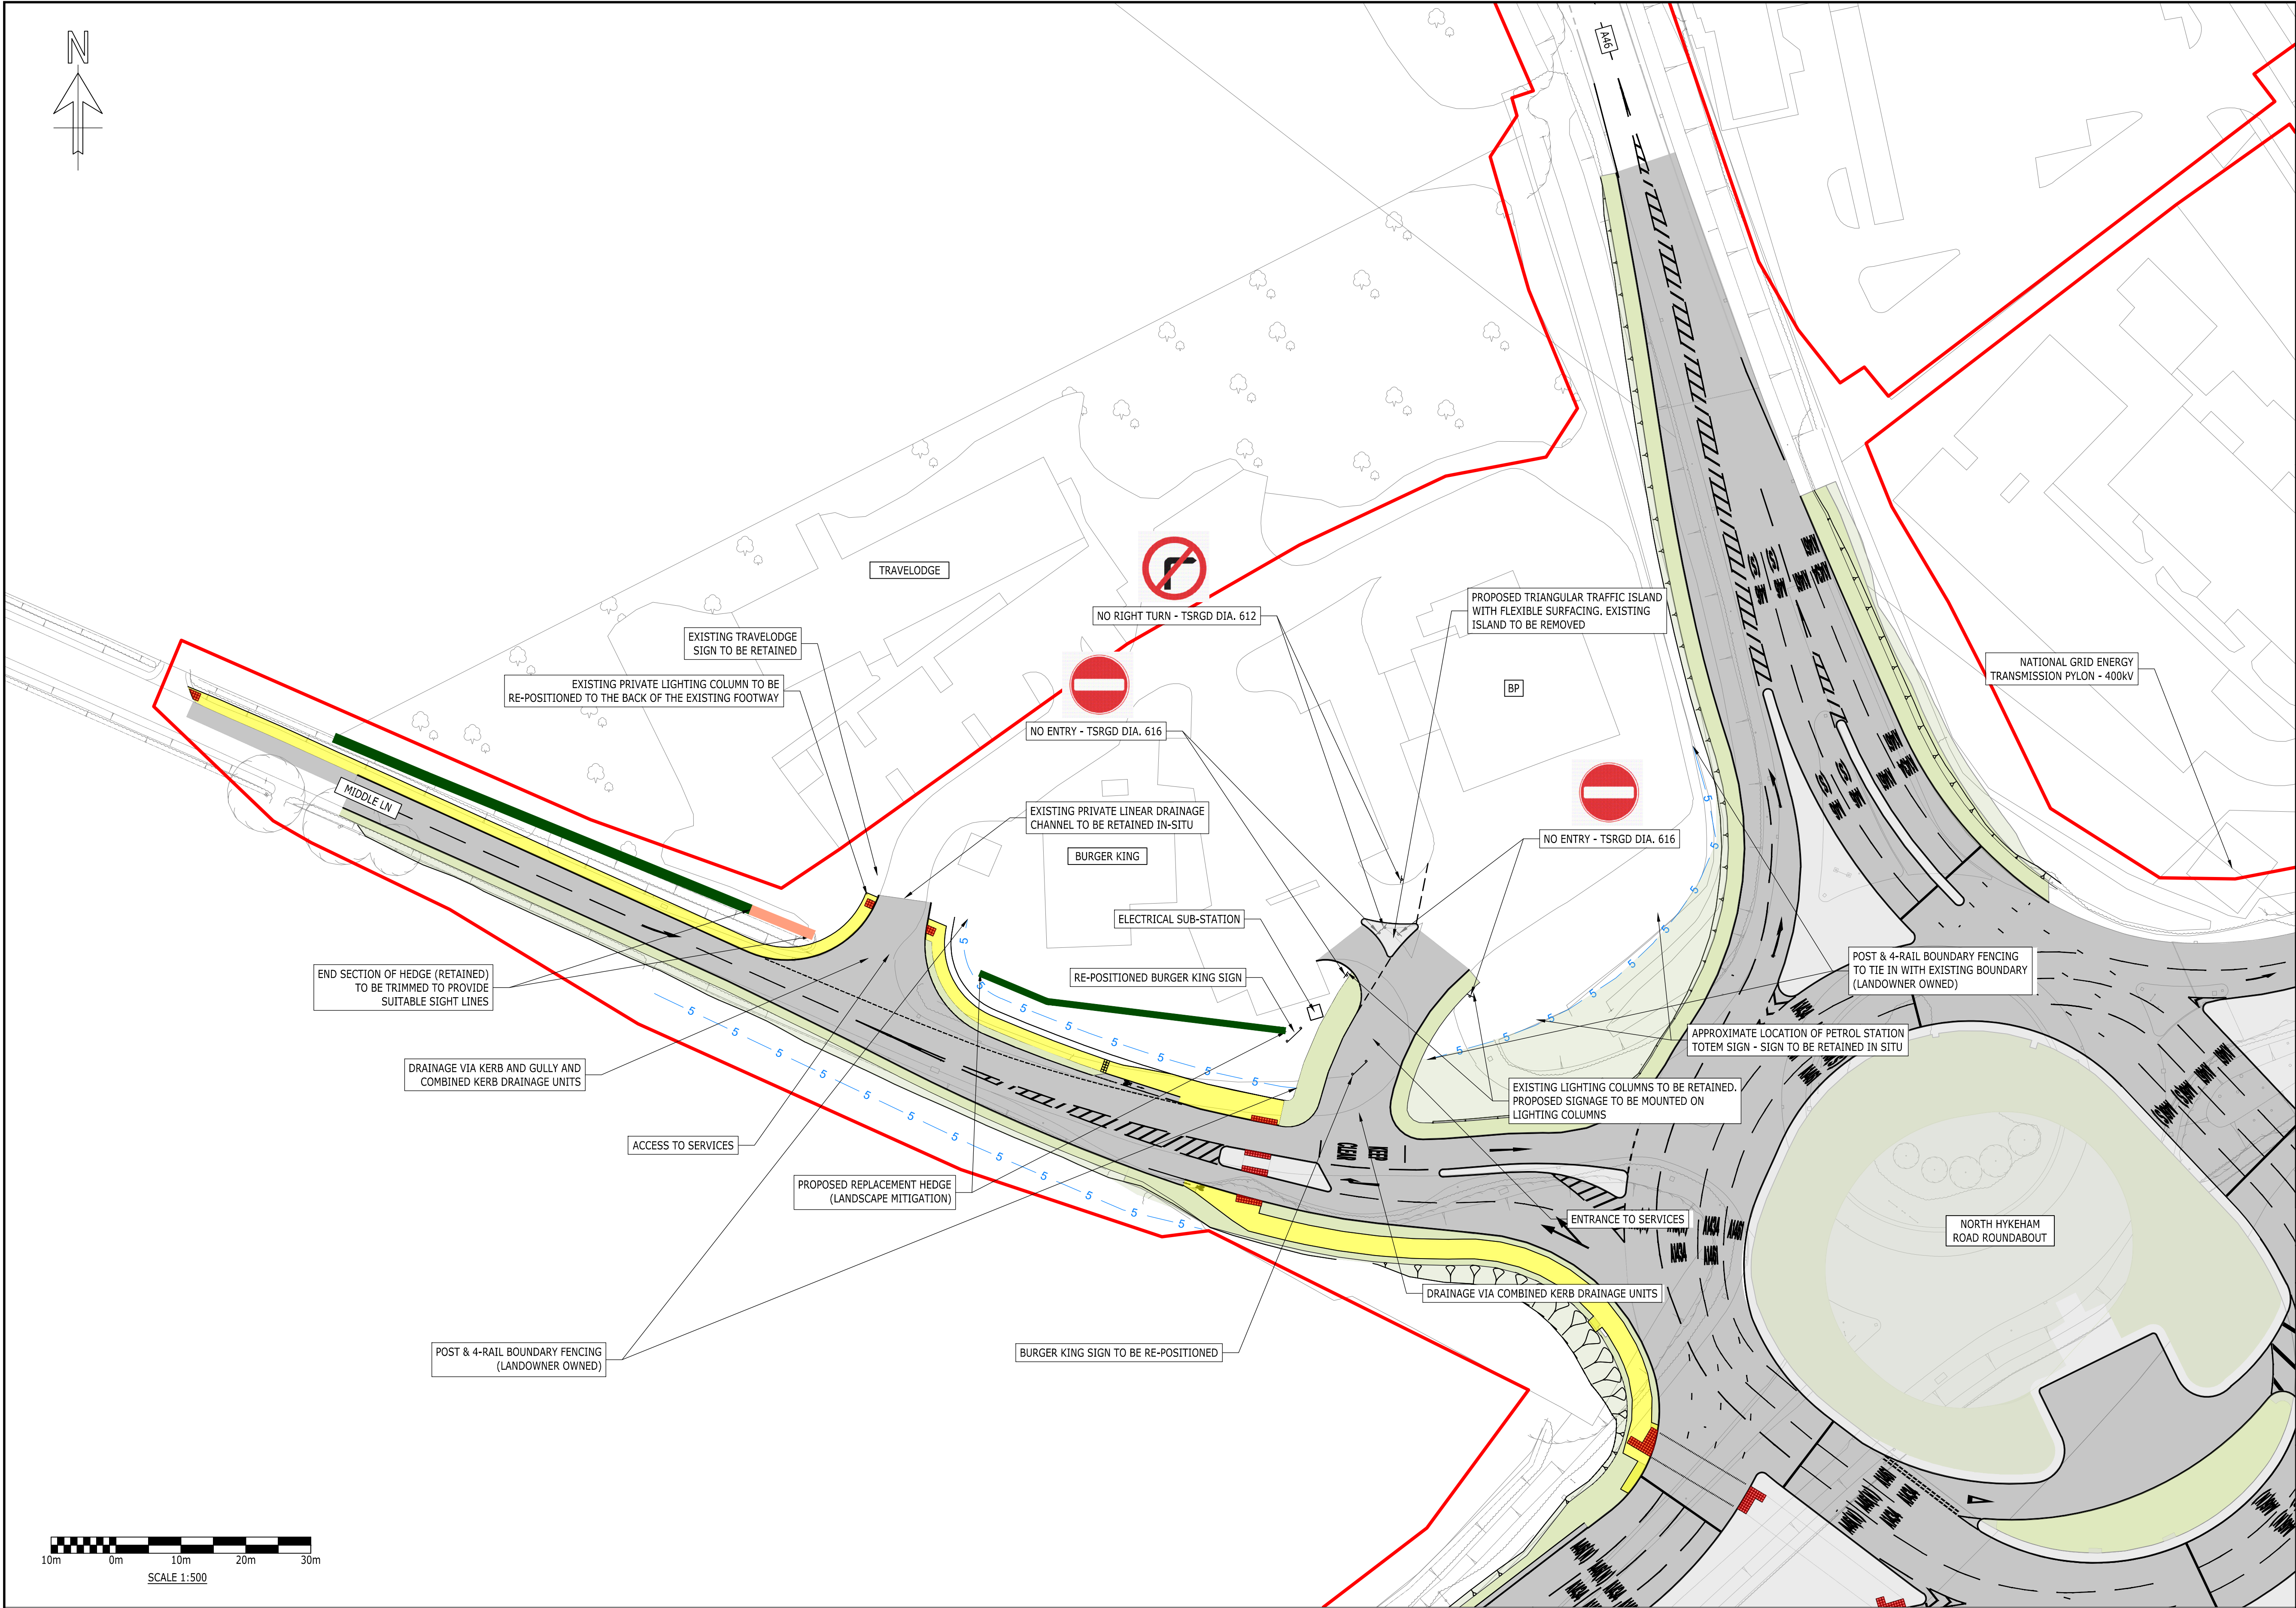 N
A46
TRAVELODGE
NO RIGHT TURN - TSRGD DIA. 612
PROPOSED TRIANGULAR TRAFFIC ISLAND
WITH FLEXIBLE SURFACING. EXISTING
ISLAND TO BE REMOVED
EXISTING TRAVELODGE
SIGN TO BE RETAINED
NATIONAL GRID ENERGY
TRANSMISSION PYLON - 400kV
EXISTING PRIVATE LIGHTING COLUMN TO BE
RE-POSITIONED TO THE BACK OF THE EXISTING FOOTWAY
BP
NO ENTRY - TSRGD DIA. 616
MIDDLE LN
EXISTING PRIVATE LINEAR DRAINAGE
CHANNEL TO BE RETAINED IN-SITU
NO ENTRY - TSRGD DIA. 616
BURGER KING
ELECTRICAL SUB-STATION
END SECTION OF HEDGE (RETAINED)
TO BE TRIMMED TO PROVIDE
SUITABLE SIGHT LINES
RE-POSITIONED BURGER KING SIGN
POST & 4-RAIL BOUNDARY FENCING
TO TIE IN WITH EXISTING BOUNDARY
(LANDOWNER OWNED)
APPROXIMATE LOCATION OF PETROL STATION
TOTEM SIGN - SIGN TO BE RETAINED IN SITU
DRAINAGE VIA KERB AND GULLY AND
COMBINED KERB DRAINAGE UNITS
EXISTING LIGHTING COLUMNS TO BE RETAINED.
PROPOSED SIGNAGE TO BE MOUNTED ON
LIGHTING COLUMNS
ACCESS TO SERVICES
KEEP
CLEAR
PROPOSED REPLACEMENT HEDGE
(LANDSCAPE MITIGATION)
ENTRANCE TO SERVICES
NORTH HYKEHAM
ROAD ROUNDABOUT
DRAINAGE VIA COMBINED KERB DRAINAGE UNITS
POST & 4-RAIL BOUNDARY FENCING
(LANDOWNER OWNED)
BURGER KING SIGN TO BE RE-POSITIONED
10m 0m 10m 20m 30m
SCALE 1:500